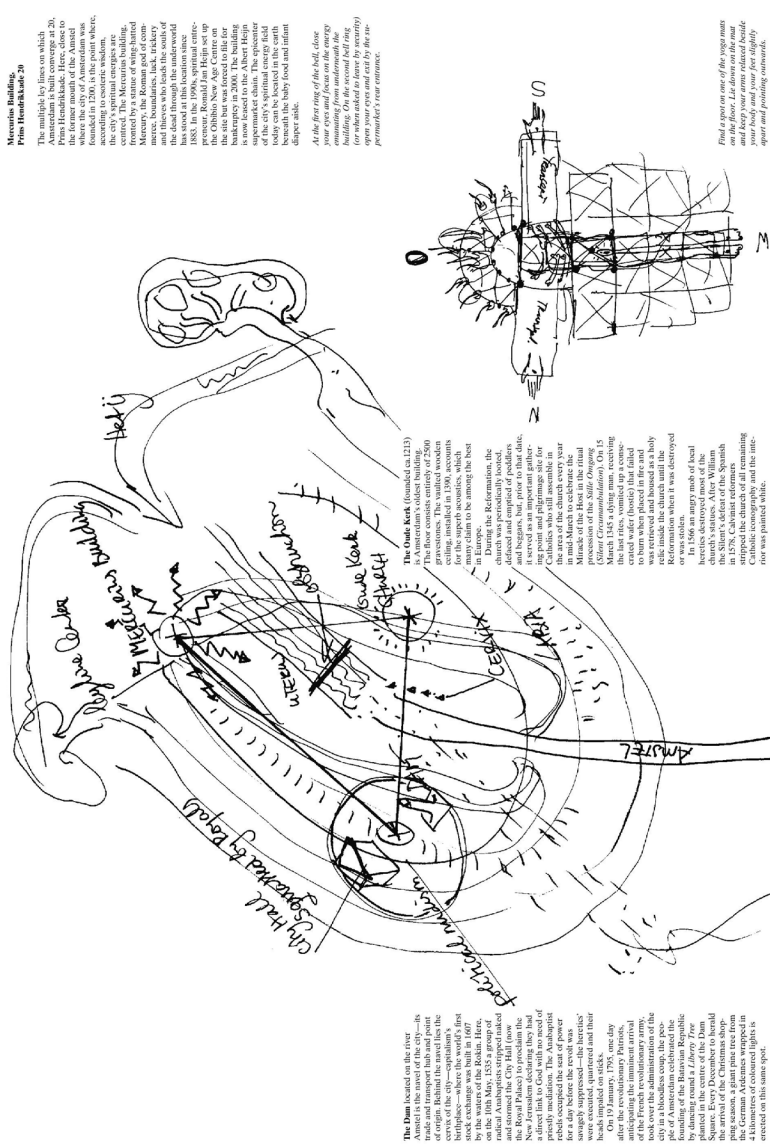 The Dam located on the river
Amstel is the navel of the city—its
trade and transport hub and point
of origin. Behind the navel lies the
nerves of the city—capitalism's
birthplace—where the world's first
stock exchange was built in 1607
on the waters of the Rokin. Here,
on the 10th May, 1535 a group of
radical Anabaptists stripped naked
and stormed the City Hall (now
the Royal Palace) to proclaim the
New Jerusalem declaring they had
a direct link to God with no need of
priestly mediation. The Anabaptist
rebels occupied the seat of power
for a day before the revolt was
savagely suppressed—the heretics'
were executed, quartered and their
heads impaled on sticks.
On 19 January, 1795, one day
after the revolutionary Patriots,
anticipating the imminent arrival
of the French revolutionary army,
took over the administration of the
city in a bloodless coup, the peo-
ple of Amsterdam celebrated the
founding of the Batavian Republic
by dancing round a Liberty Tree
planted in the centre of the Dam
Square. Every December to herald
the arrival of the Christmas shop-
ping season, a giant pine tree from
the German Ardennes wrapped in
4 kilometres of coloured lights is
erected on this same spot.
City Hall
squatted by Royals
Political
DAM
Leyline Center
MERCURIUS Building
Het IJ
UTERUS
Oude Kerk
Church
CERVIX
AMSTEL
The Oude Kerk (founded ca.1213)
is Amsterdam's oldest building.
The floor consists entirely of 2500
gravestones. The vaulted wooden
ceiling, installed in 1390, accounts
for the superb acoustics, which
many claim to be among the best
in Europe.
During the Reformation, the
church was periodically looted,
defaced and emptied of peddlers
and beggars, but, prior to that date,
it served as an important gather-
ing point and pilgrimage site for
Catholics who still assemble in
the area of the church every year
in mid-March to celebrate the
Miracle of the Host in the ritual
procession of the Stille Omgang
(Silent Circumambulation). On 15
March 1345 a dying man, receiving
the last rites, vomited up a conse-
crated wafer (hostia) that failed
to burn when placed in fire and
was retrieved and housed as a holy
relic inside the church until the
Reformation when it was destroyed
or was stolen.
In 1566 an angry mob of local
heretics destroyed most of the
church's statues. After William
the Silent's defeat of the Spanish
in 1578, Calvinist reformers
stripped the church of all remaining
Catholic iconography and the inte-
rior was painted white.
O
N
S
W
Mercurius Building,
Prins Hendrikkade 20
The multiple ley lines on which
Amsterdam is built converge at 20,
Prins Hendrikkade. Here, close to
the former mouth of the Amstel
where the city of Amsterdam was
founded in 1200, is the point where,
according to esoteric wisdom,
the city's spiritual energies are
centred. The Mercurius building,
fronted by a statue of wing-hatted
Mercury, the Roman god of com-
merce, boundaries, luck, trickery
and thieves who leads the souls of
the dead through the underworld
has stood at this location since
1883. In the 1990s, spiritual entre-
preneur, Ronald Jan Heijn set up
the Oibibio New Age Centre on
the site but was forced to file for
bankruptcy in 2000. The building
is now leased to the Albert Heijn
supermarket chain. The epicenter
of the city's spiritual energy field
today can be located in the earth
beneath the baby food and infant
diaper aisle.
At the first ring of the bell, close
your eyes and focus on the energy
emanating from underneath the
building. On the second bell ring
(or when asked to leave by security)
open your eyes and exit by the su-
permarket's rear entrance.
Find a spot on one of the yoga mats
on the floor. Lie down on the mat
and keep your arms relaxed beside
your body and your feet slightly
apart and pointing outwards.